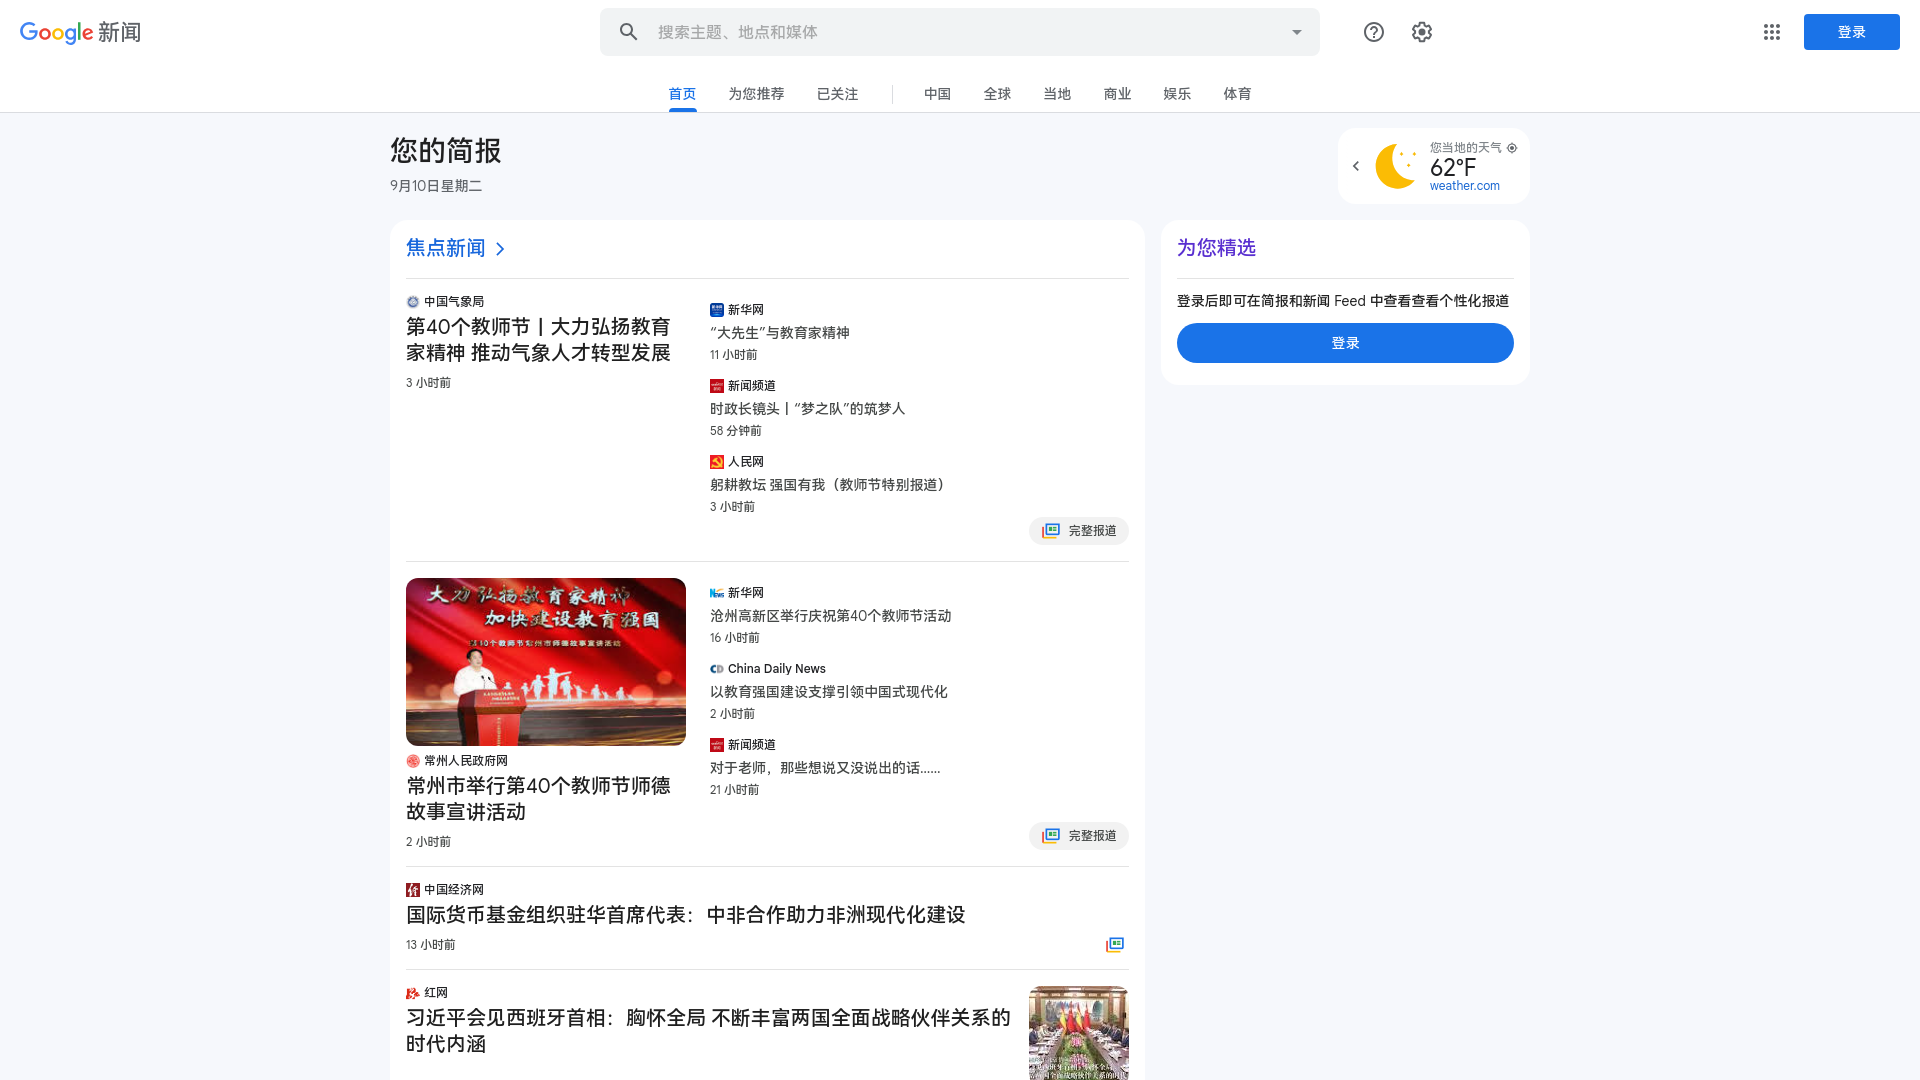 Google 新闻
搜索主题、地点和媒体
登录
首页
为您推荐
已关注
中国
全球
当地
商业
娱乐
体育
您的简报
9月10日星期二
您当地的天气
62°F
weather.com
焦点新闻
中国气象局
第40个教师节丨大力弘扬教育
家精神 推动气象人才转型发展
3 小时前
新华网
“大先生”与教育家精神
11 小时前
新闻频道
时政长镜头丨“梦之队”的筑梦人
58 分钟前
人民网
躬耕教坛 强国有我（教师节特别报道）
3 小时前
完整报道
为您精选
登录后即可在简报和新闻 Feed 中查看查看个性化报道
登录
大力弘扬教育家精神
加快建设教育强国
第40个教师节常州市师德故事宣讲活动
常州人民政府网
常州市举行第40个教师节师德
故事宣讲活动
2 小时前
新华网
沧州高新区举行庆祝第40个教师节活动
16 小时前
China Daily News
以教育强国建设支撑引领中国式现代化
2 小时前
新闻频道
对于老师，那些想说又没说出的话……
21 小时前
完整报道
中国经济网
国际货币基金组织驻华首席代表：中非合作助力非洲现代化建设
13 小时前
红网
习近平会见西班牙首相：胸怀全局 不断丰富两国全面战略伙伴关系的
时代内涵